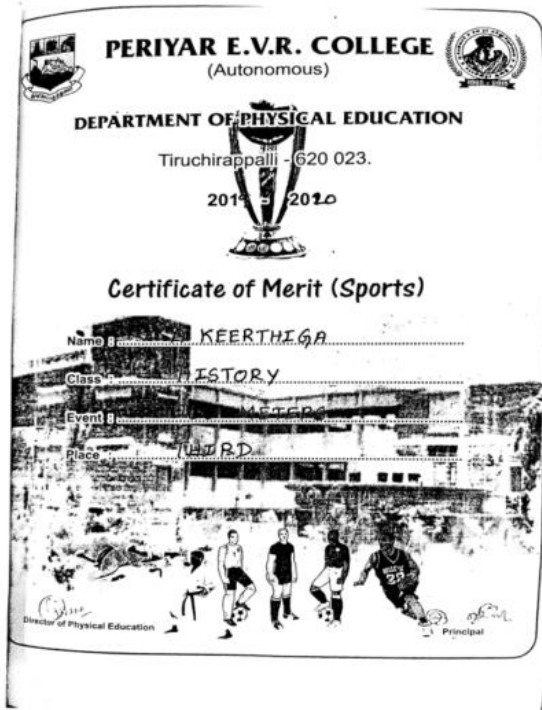 PERIYAR E.V.R. COLLEGE
(Autonomous)
DEPARTMENT OF PHYSICAL EDUCATION
Tiruchirappalli - 620 023.
2019 - 2020
Certificate of Merit (Sports)
Name : KEERTHIGA
Class : HISTORY
Event : METERS
Place : THIRD
Director of Physical Education
Principal